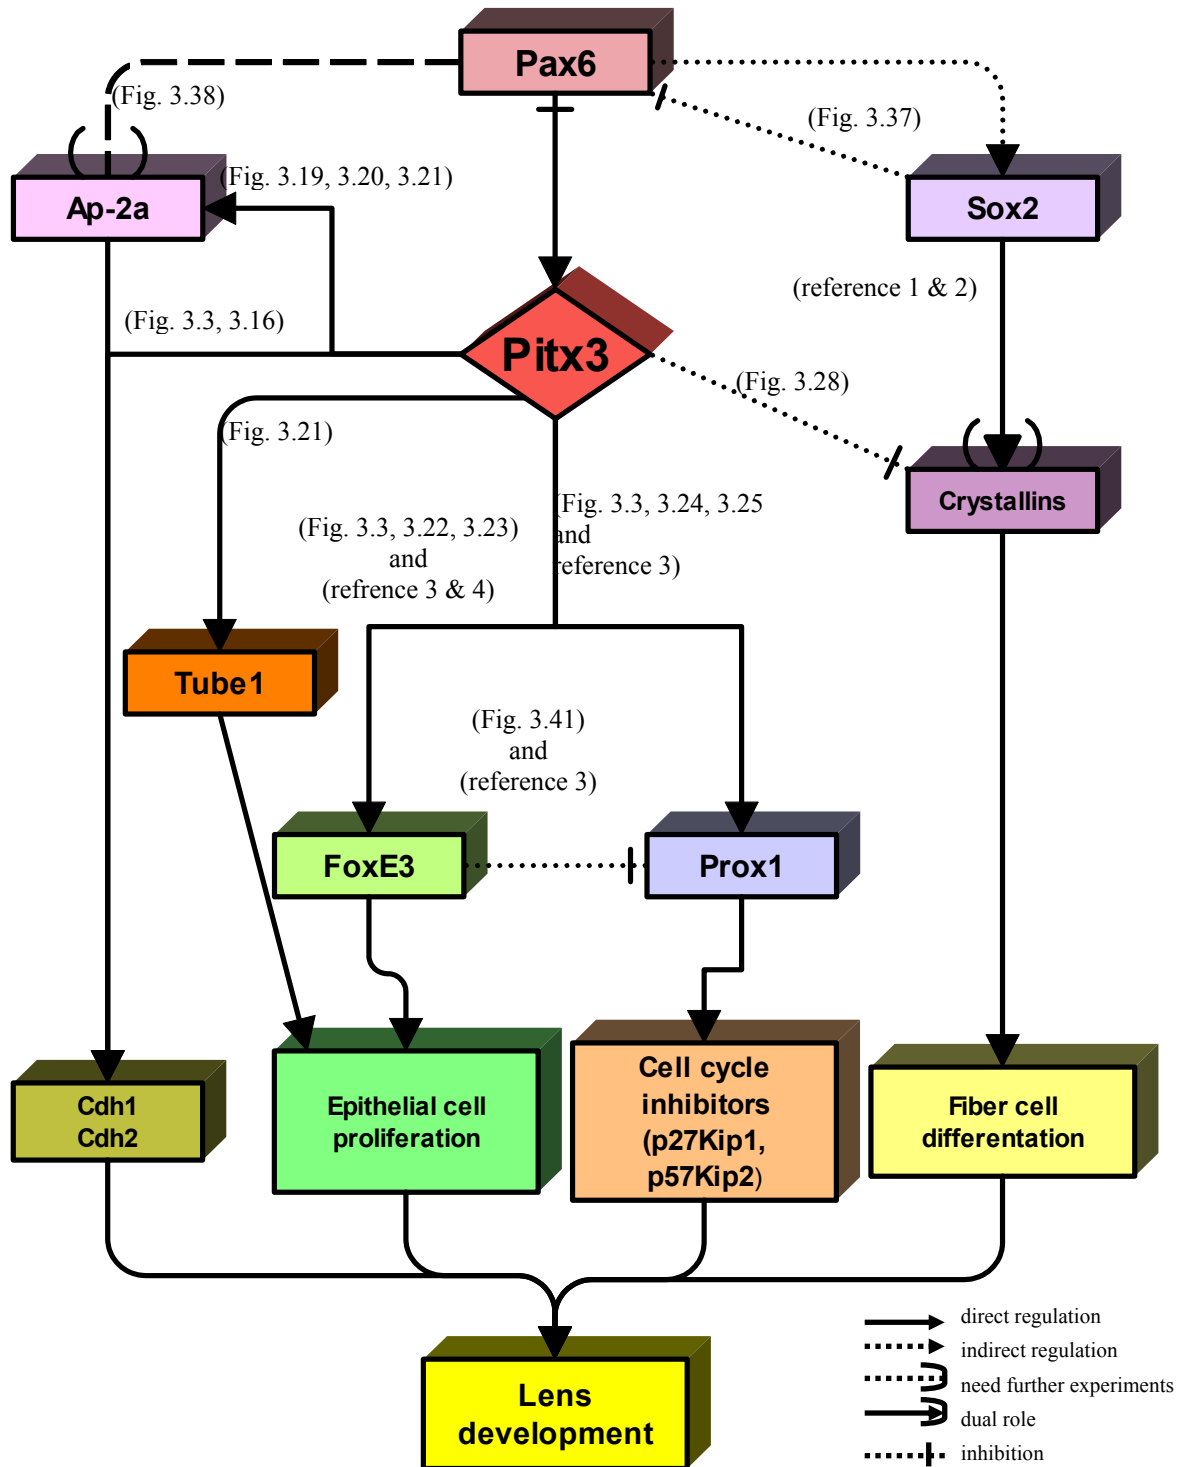 Pax6
(Fig. 3.38)
(Fig. 3.37)
(Fig. 3.19, 3.20, 3.21)
Ap-2a
Sox2
(reference 1 & 2)
(Fig. 3.3, 3.16)
Pitx3
(Fig. 3.28)
(Fig. 3.21)
Crystallins
(Fig. 3.3, 3.22, 3.23)
and
(refrence 3 & 4)
(Fig. 3.3, 3.24, 3.25
and
reference 3)
Tube1
(Fig. 3.41)
and
(reference 3)
FoxE3
Prox1
Cdh1
Cdh2
Epithelial cell
proliferation
Cell cycle
inhibitors
(p27Kip1,
p57Kip2)
Fiber cell
differentation
Lens
development
direct regulation
indirect regulation
need further experiments
dual role
inhibition